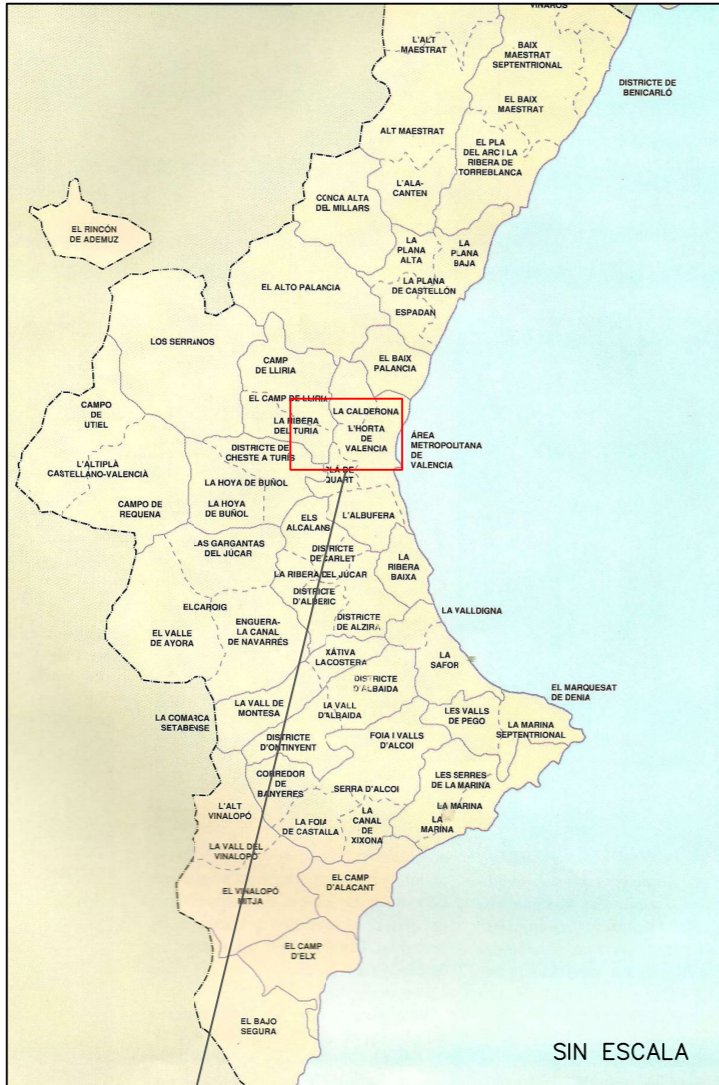 VINAROS
L'ALT
MAESTRAT
BAIX
MAESTRAT
SEPTENTRIONAL
DISTRICTE DE
BENICARLÓ
EL BAIX
MAESTRAT
ALT MAESTRAT
EL PLA
DEL ARC I LA
RIBERA DE
TORREBLANCA
L'ALA-
CANTEN
CONCA ALTA
DEL MILLARS
EL RINCÓN
DE ADEMUZ
LA
PLANA
ALTA
LA
PLANA
BAJA
EL ALTO PALANCIA
LA PLANA
DE CASTELLÓN
ESPADAN
LOS SERRANOS
CAMP
DE LLIRIA
EL BAIX
PALANCIA
EL CAMP DE LLIRIA
LA CALDERONA
CAMPO
DE
UTIEL
LA RIBERA
DEL TURIA
L'HORTA
DE
VALENCIA
ÁREA
METROPOLITANA
DE
VALENCIA
DISTRICTE DE
CHESTE A TURIS
L'ALTIPLÀ
CASTELLANO-VALENCIÀ
PLÁ DE
QUART
LA HOYA DE BUÑOL
CAMPO DE
REQUENA
LA HOYA
DE BUÑOL
L'ALBUFERA
ELS
ALCALANS
LAS GARGANTAS
DEL JÚCAR
DISTRICTE
DE CARLET
LA
RIBERA
BAIXA
LA RIBERA DEL JÚCAR
DISTRICTE
D'ALBERIC
ELCAROIG
LA VALLDIGNA
ENGUERA-
LA CANAL
DE NAVARRÉS
DISTRICTE
DE ALZIRA
EL VALLE
DE AYORA
XÀTIVA
LACOSTERA
LA
SAFOR
DISTRICTE
D'ALBAIDA
EL MARQUESAT
DE DENIA
LA VALL DE
MONTESA
LA VALL
D'ALBAIDA
LES VALLS
DE PEGO
LA COMARCA
SETABENSE
LA MARINA
SEPTENTRIONAL
DISTRICTE
D'ONTINYENT
FOIA I VALLS
D'ALCOI
CORREDOR
DE
BANYERES
LES SERRES
DE LA MARINA
SERRA D'ALCOI
L'ALT
VINALOPÓ
LA MARINA
LA
MARINA
LA FOIA
DE CASTALLA
LA
CANAL
DE
XIXONA
LA VALL DEL
VINALOPÓ
EL CAMP
D'ALACANT
EL VINALOPÓ
MITJA
EL CAMP
D'ELX
EL BAJO
SEGURA
SIN ESCALA